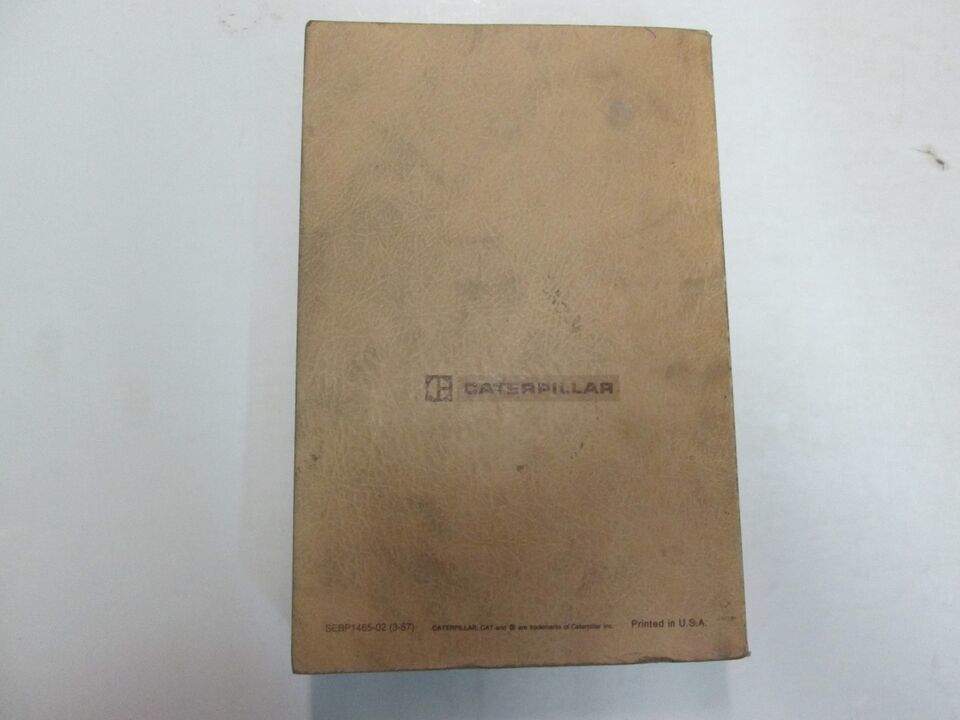 CATERPILLAR
SEBP1465-02 (3-87) CATERPILLAR, CAT and are trademarks of Caterpillar Inc. Printed in U.S.A.